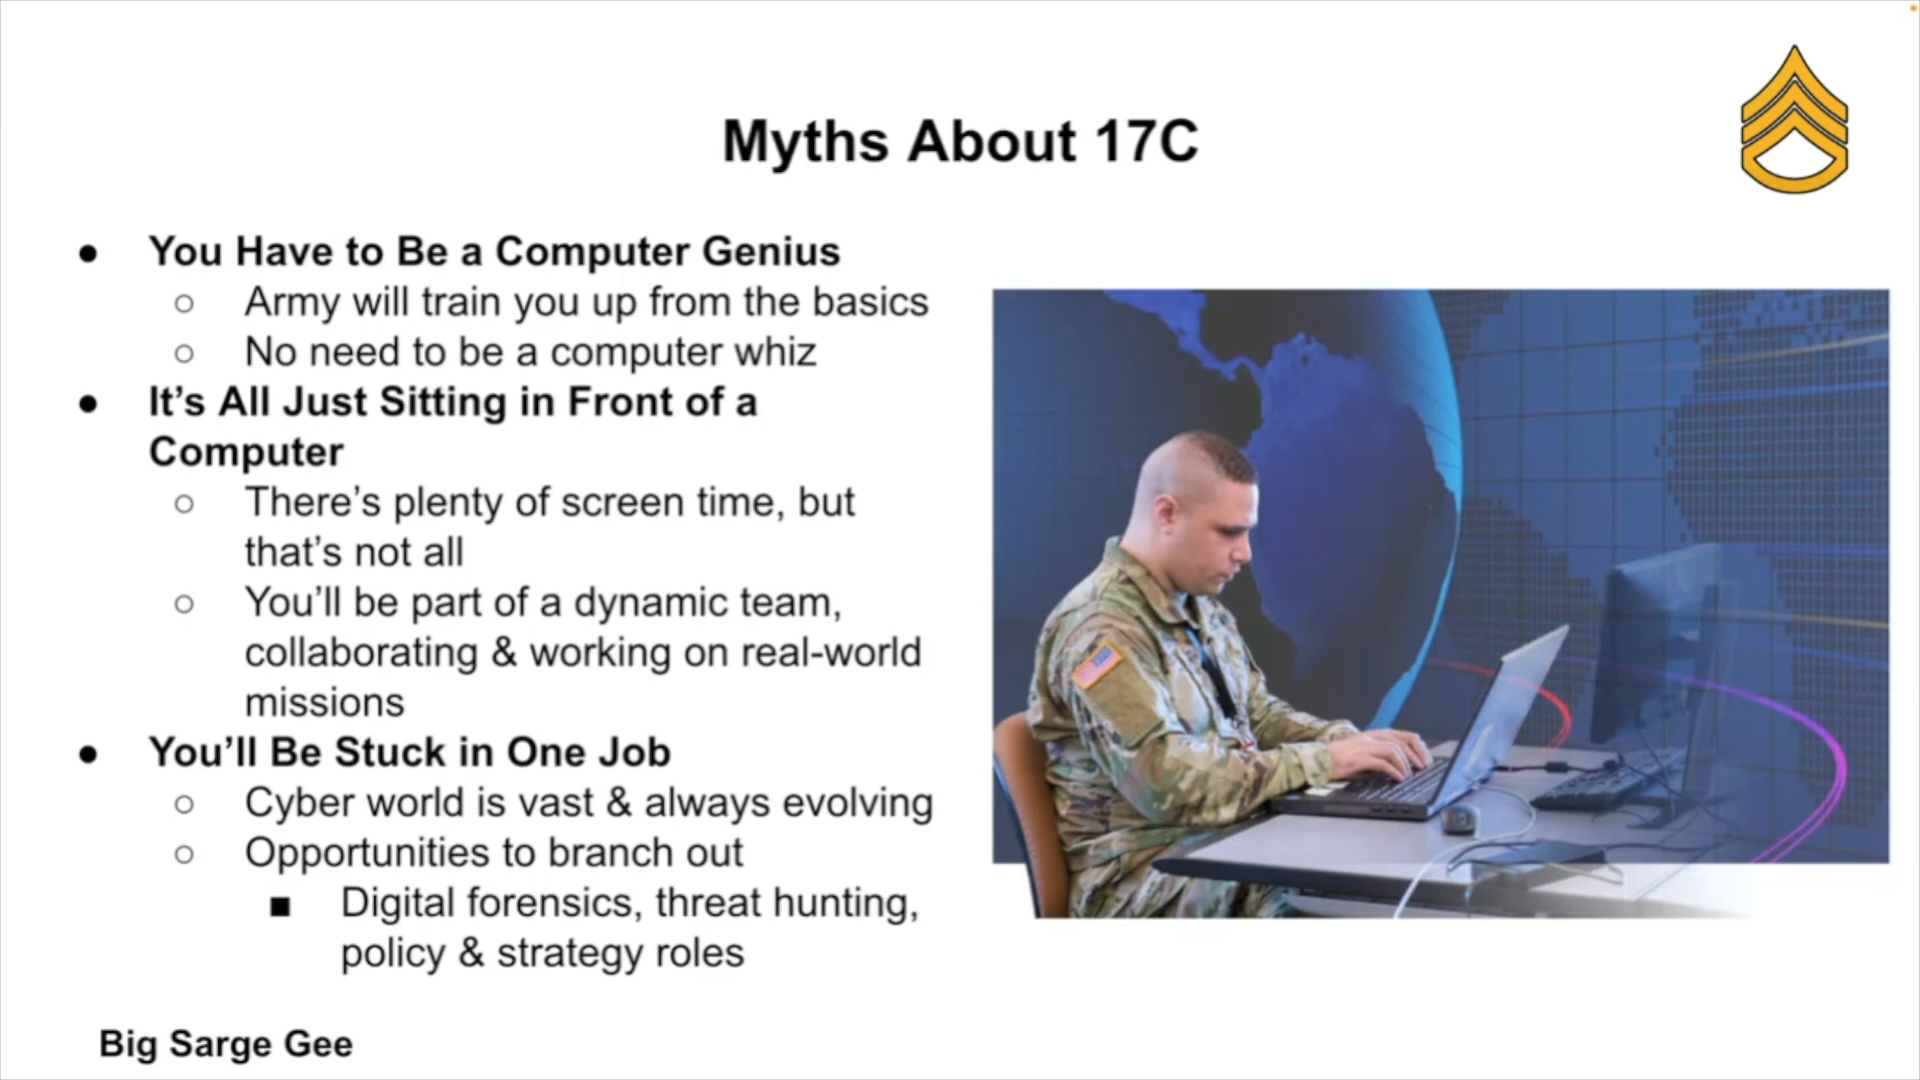 Myths About 17C
● You Have to Be a Computer Genius
○ Army will train you up from the basics
○ No need to be a computer whiz
● It’s All Just Sitting in Front of a
Computer
○ There’s plenty of screen time, but
that’s not all
○ You’ll be part of a dynamic team,
collaborating & working on real-world
missions
● You’ll Be Stuck in One Job
○ Cyber world is vast & always evolving
○ Opportunities to branch out
■ Digital forensics, threat hunting,
policy & strategy roles
Big Sarge Gee